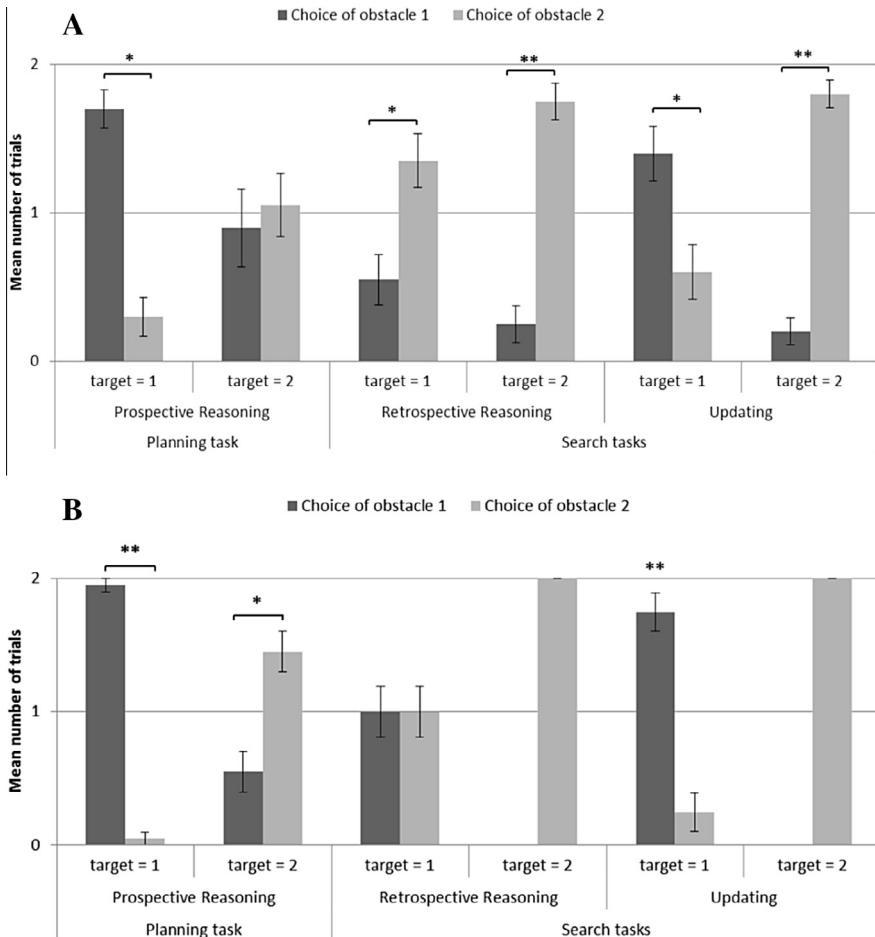 A
Choice of obstacle 1 Choice of obstacle 2
Mean number of trials
2
1
0
* * ** * **
target = 1 target = 2 target = 1 target = 2 target = 1 target = 2
Prospective Reasoning Retrospective Reasoning Updating
Planning task Search tasks
B
Choice of obstacle 1 Choice of obstacle 2
Mean number of trials
2
1
0
** * **
target = 1 target = 2 target = 1 target = 2 target = 1 target = 2
Prospective Reasoning Retrospective Reasoning Updating
Planning task Search tasks